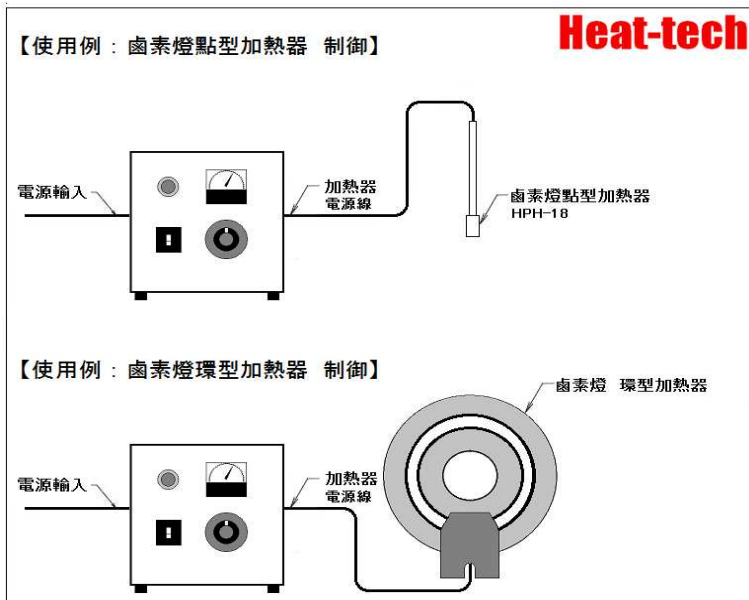 Heat-tech
【使用例：鹵素燈點型加熱器 制御】
電源輸入
加熱器
電源線
鹵素燈點型加熱器
HPH-18
【使用例：鹵素燈環型加熱器 制御】
鹵素燈 環型加熱器
電源輸入
加熱器
電源線